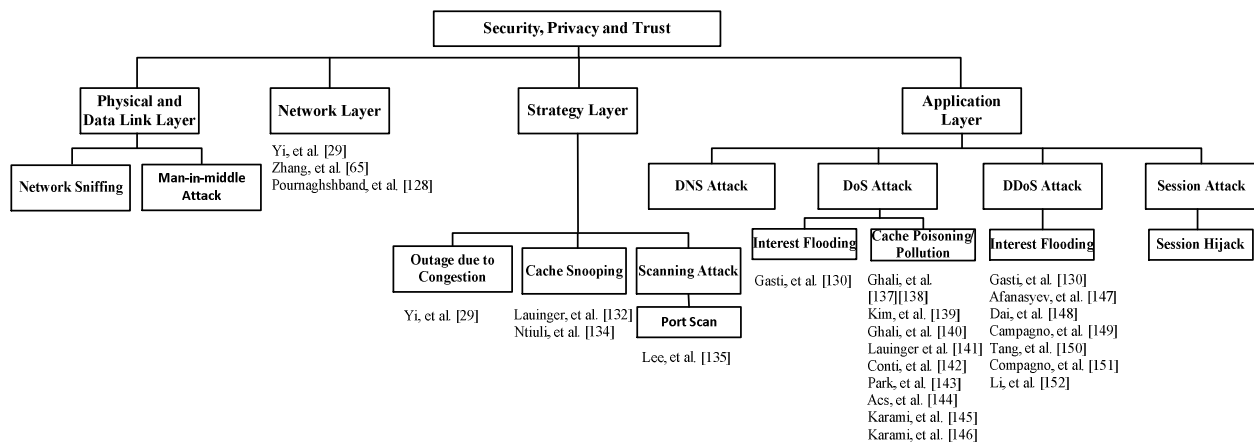 Security, Privacy and Trust
Physical and
Data Link Layer
Network Layer
Strategy Layer
Application
Layer
Network Sniffing
Man-in-middle
Attack
Yi, et al. [29]
Zhang, et al. [65]
Pournaghshband, et al. [128]
Outage due to
Congestion
Yi, et al. [29]
Cache Snooping
Lauinger, et al. [132]
Ntiuli, et al. [134]
Scanning Attack
Port Scan
Lee, et al. [135]
DNS Attack
DoS Attack
DDoS Attack
Session Attack
Interest Flooding
Gasti, et al. [130]
Cache Poisoning/
Pollution
Ghali, et al.
[137][138]
Kim, et al. [139]
Ghali, et al. [140]
Lauinger et al. [141]
Conti, et al. [142]
Park, et al. [143]
Acs, et al. [144]
Karami, et al. [145]
Karami, et al. [146]
Interest Flooding
Gasti, et al. [130]
Afanasyev, et al. [147]
Dai, et al. [148]
Campagno, et al. [149]
Tang, et al. [150]
Compagno, et al. [151]
Li, et al. [152]
Session Hijack